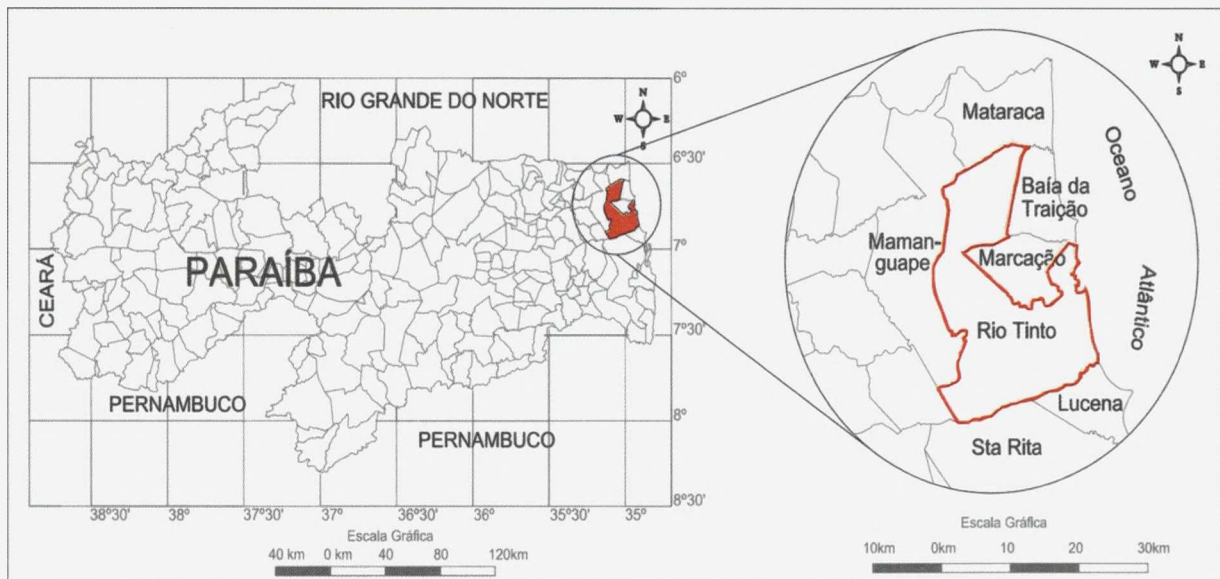 RIO GRANDE DO NORTE
N
W E
S
6°
6°30'
7°
7°30'
8°
8°30'
CEARÁ
PARAÍBA
PERNAMBUCO
PERNAMBUCO
38°30' 38° 37°30' 37° 36°30' 36° 35°30' 35°
Escala Gráfica
40 km 0 km 40 80 120km
N
W E
S
Mataraca
Oceano
Baía da
Traição
Maman-
guape
Marcação
Atlântico
Rio Tinto
Lucena
Sta Rita
Escala Gráfica
10km 0km 10 20 30km